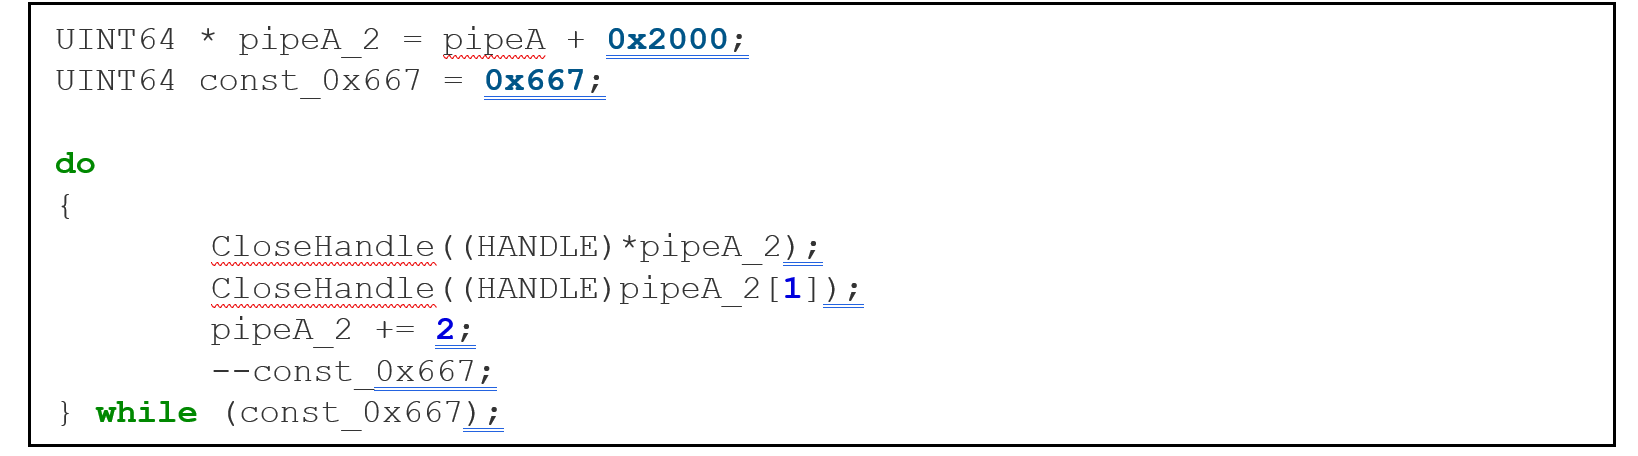 UINT64 * pipeA_2 = pipeA + 0x2000;
UINT64 const_0x667 = 0x667;
do
{
CloseHandle((HANDLE)*pipeA_2);
CloseHandle((HANDLE)pipeA_2[1]);
pipeA_2 += 2;
--const_0x667;
} while (const_0x667);